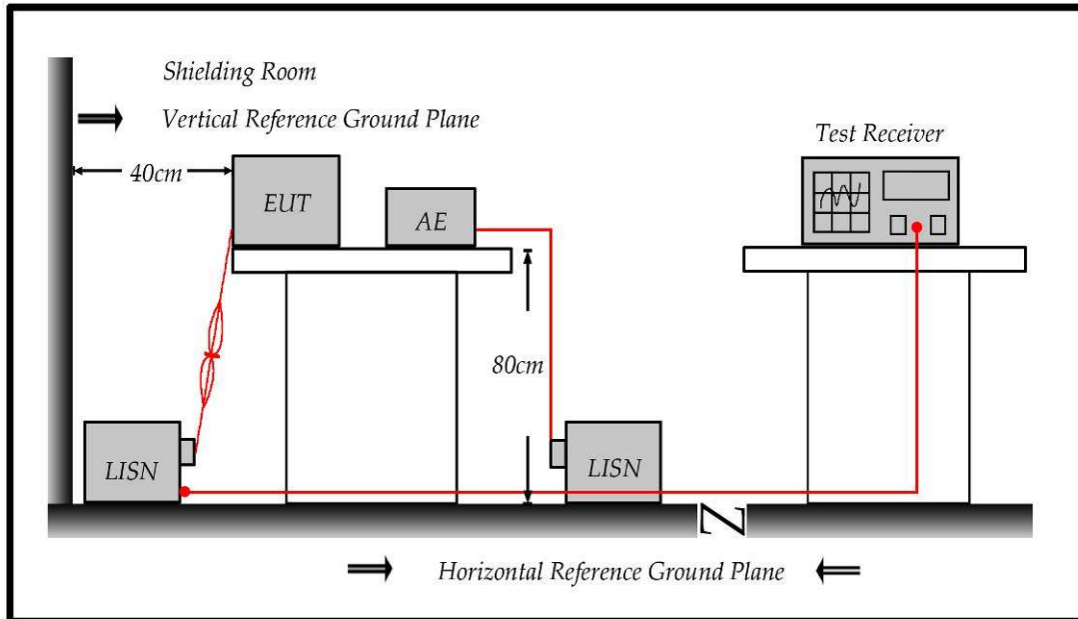 Shielding Room
Vertical Reference Ground Plane
Test Receiver
40cm
EUT
AE
80cm
LISN
LISN
Horizontal Reference Ground Plane